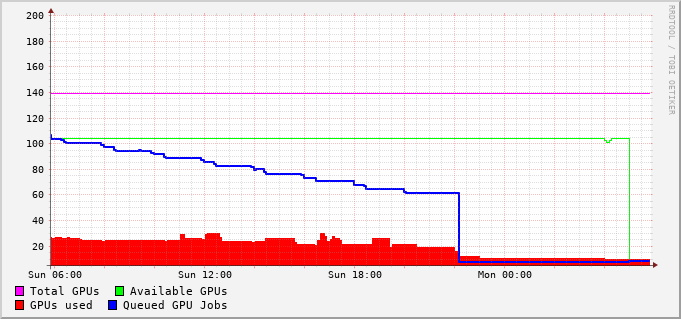 200
180
160
140
120
100
80
60
40
20
Sun 06:00 Sun 12:00 Sun 18:00 Mon 00:00
Total GPUs Available GPUs
GPUs used Queued GPU Jobs
RRDTOOL / TOBI OETIKER